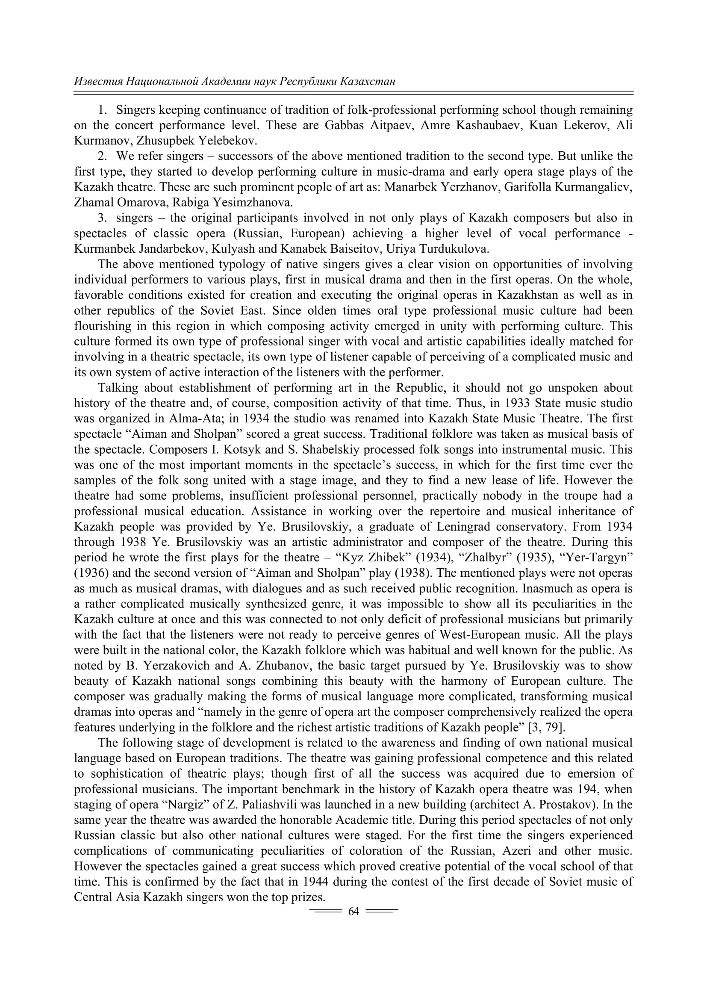 Известия Национальной Академии наук Республики Казахстан
1. Singers keeping continuance of tradition of folk-professional performing school though remaining
on the concert performance level. These are Gabbas Aitpaev, Amre Kashaubaev, Kuan Lekerov, Ali
Kurmanov, Zhusupbek Yelebekov.
2. We refer singers – successors of the above mentioned tradition to the second type. But unlike the
first type, they started to develop performing culture in music-drama and early opera stage plays of the
Kazakh theatre. These are such prominent people of art as: Manarbek Yerzhanov, Garifolla Kurmangaliev,
Zhamal Omarova, Rabiga Yesimzhanova.
3. singers – the original participants involved in not only plays of Kazakh composers but also in
spectacles of classic opera (Russian, European) achieving a higher level of vocal performance -
Kurmanbek Jandarbekov, Kulyash and Kanabek Baiseitov, Uriya Turdukulova.
The above mentioned typology of native singers gives a clear vision on opportunities of involving
individual performers to various plays, first in musical drama and then in the first operas. On the whole,
favorable conditions existed for creation and executing the original operas in Kazakhstan as well as in
other republics of the Soviet East. Since olden times oral type professional music culture had been
flourishing in this region in which composing activity emerged in unity with performing culture. This
culture formed its own type of professional singer with vocal and artistic capabilities ideally matched for
involving in a theatric spectacle, its own type of listener capable of perceiving of a complicated music and
its own system of active interaction of the listeners with the performer.
Talking about establishment of performing art in the Republic, it should not go unspoken about
history of the theatre and, of course, composition activity of that time. Thus, in 1933 State music studio
was organized in Alma-Ata; in 1934 the studio was renamed into Kazakh State Music Theatre. The first
spectacle “Aiman and Sholpan” scored a great success. Traditional folklore was taken as musical basis of
the spectacle. Composers I. Kotsyk and S. Shabelskiy processed folk songs into instrumental music. This
was one of the most important moments in the spectacle’s success, in which for the first time ever the
samples of the folk song united with a stage image, and they to find a new lease of life. However the
theatre had some problems, insufficient professional personnel, practically nobody in the troupe had a
professional musical education. Assistance in working over the repertoire and musical inheritance of
Kazakh people was provided by Ye. Brusilovskiy, a graduate of Leningrad conservatory. From 1934
through 1938 Ye. Brusilovskiy was an artistic administrator and composer of the theatre. During this
period he wrote the first plays for the theatre – “Kyz Zhibek” (1934), “Zhalbyr” (1935), “Yer-Targyn”
(1936) and the second version of “Aiman and Sholpan” play (1938). The mentioned plays were not operas
as much as musical dramas, with dialogues and as such received public recognition. Inasmuch as opera is
a rather complicated musically synthesized genre, it was impossible to show all its peculiarities in the
Kazakh culture at once and this was connected to not only deficit of professional musicians but primarily
with the fact that the listeners were not ready to perceive genres of West-European music. All the plays
were built in the national color, the Kazakh folklore which was habitual and well known for the public. As
noted by B. Yerzakovich and A. Zhubanov, the basic target pursued by Ye. Brusilovskiy was to show
beauty of Kazakh national songs combining this beauty with the harmony of European culture. The
composer was gradually making the forms of musical language more complicated, transforming musical
dramas into operas and “namely in the genre of opera art the composer comprehensively realized the opera
features underlying in the folklore and the richest artistic traditions of Kazakh people” [3, 79].
The following stage of development is related to the awareness and finding of own national musical
language based on European traditions. The theatre was gaining professional competence and this related
to sophistication of theatric plays; though first of all the success was acquired due to emersion of
professional musicians. The important benchmark in the history of Kazakh opera theatre was 194, when
staging of opera “Nargiz” of Z. Paliashvili was launched in a new building (architect A. Prostakov). In the
same year the theatre was awarded the honorable Academic title. During this period spectacles of not only
Russian classic but also other national cultures were staged. For the first time the singers experienced
complications of communicating peculiarities of coloration of the Russian, Azeri and other music.
However the spectacles gained a great success which proved creative potential of the vocal school of that
time. This is confirmed by the fact that in 1944 during the contest of the first decade of Soviet music of
Central Asia Kazakh singers won the top prizes.
64